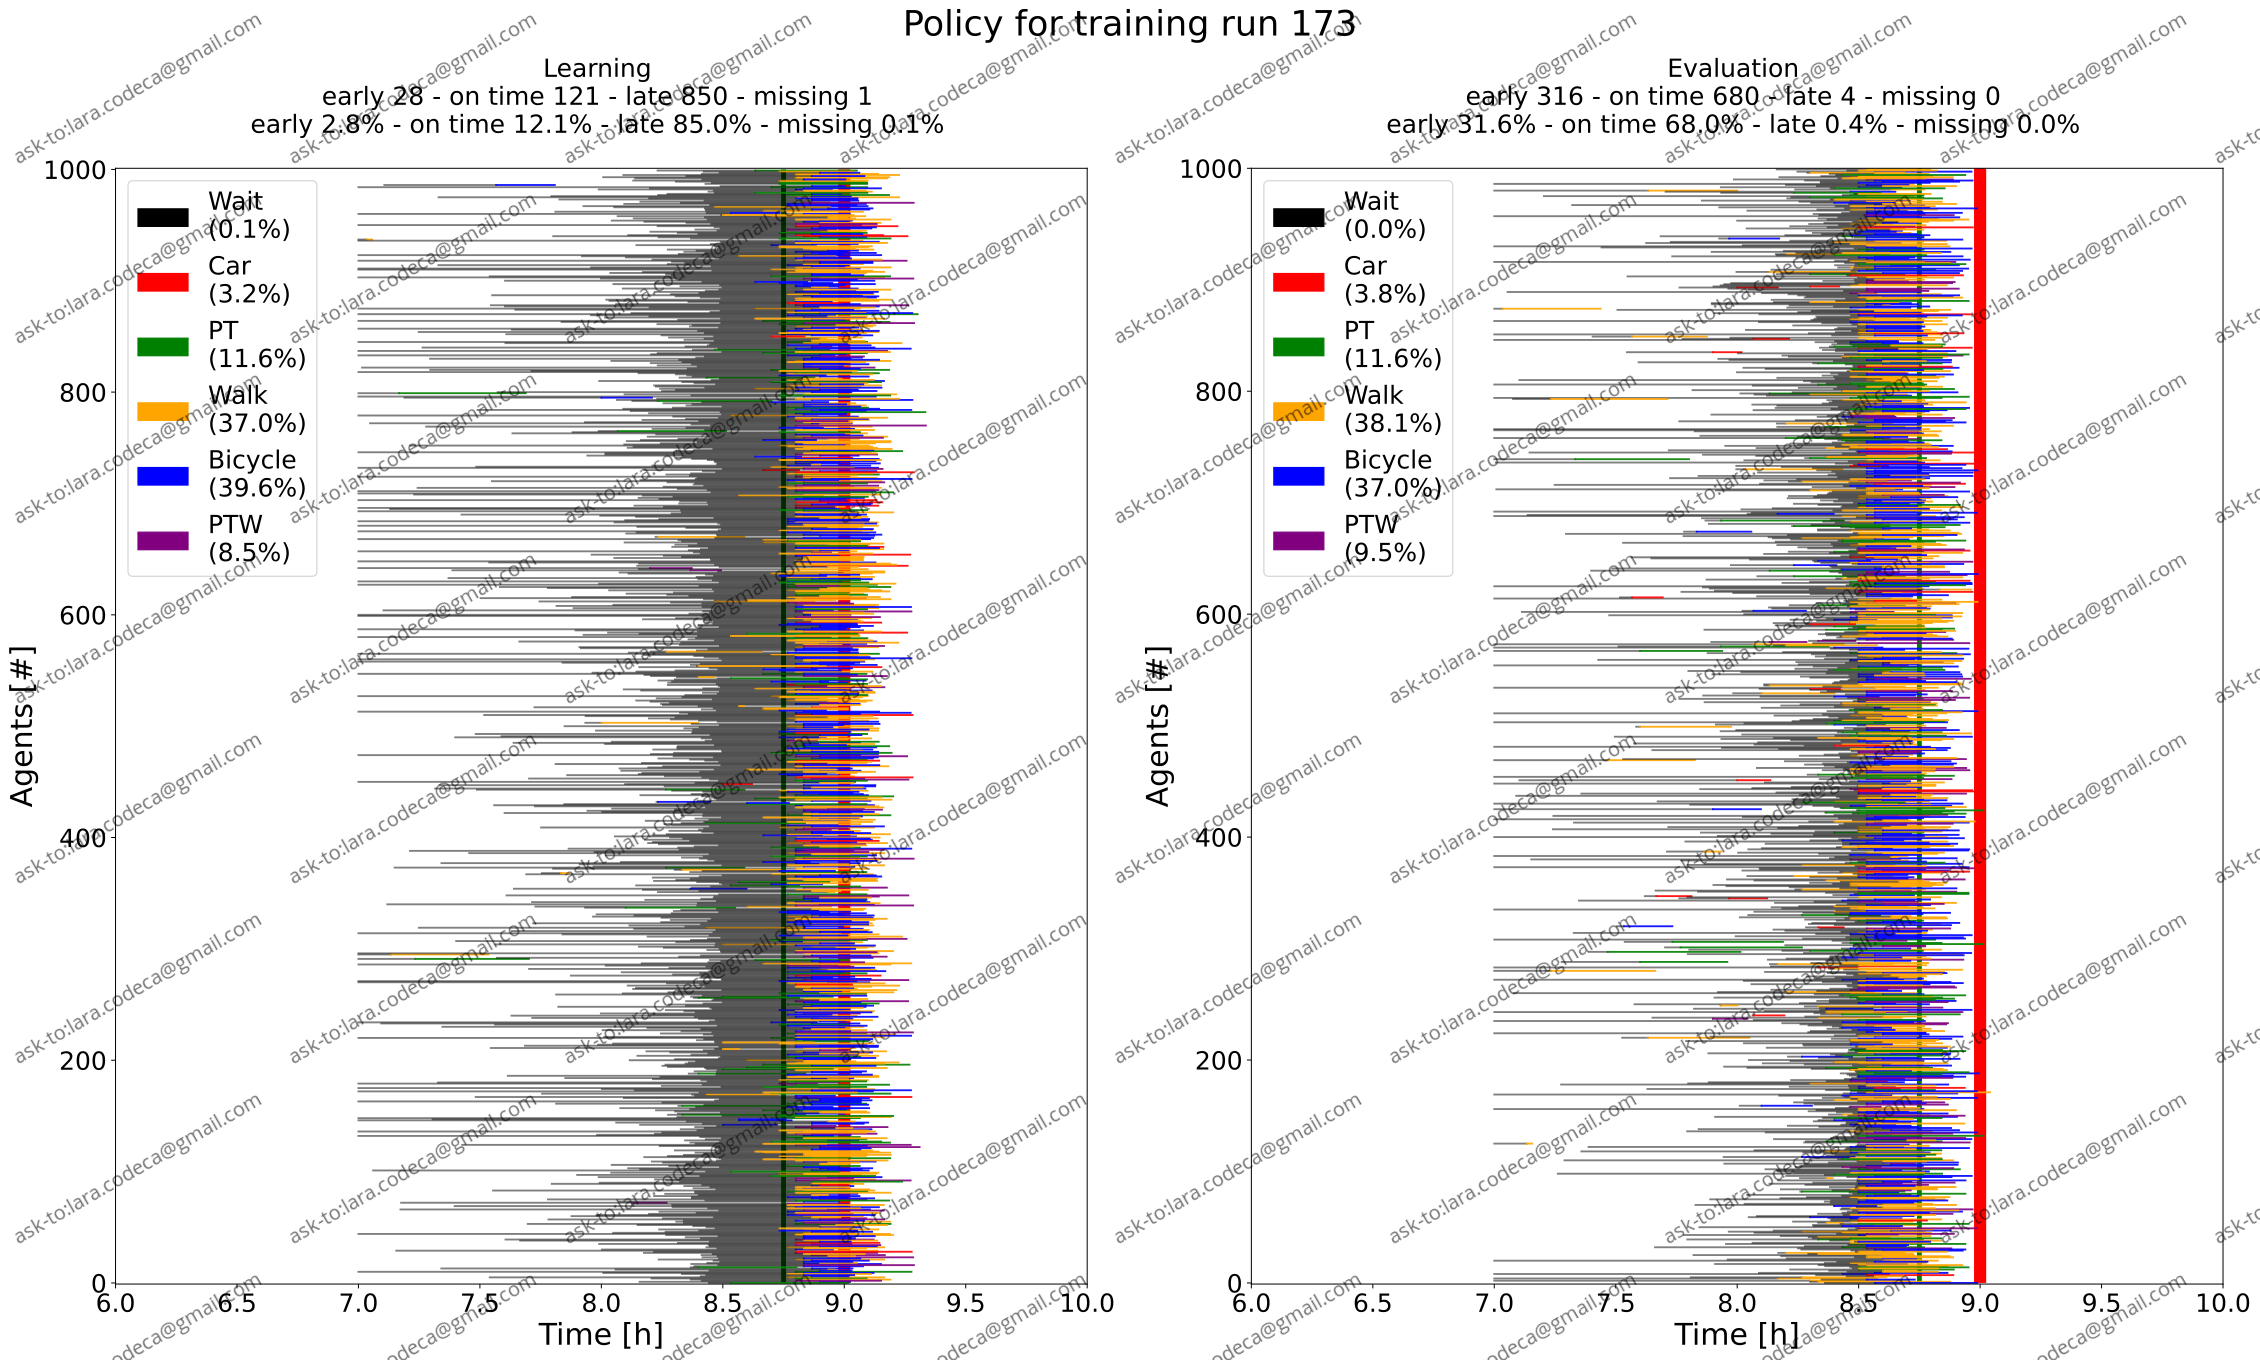 Policy for training run 173
Learning
early 28 - on time 121 - late 850 - missing 1
early 2.8% - on time 12.1% - late 85.0% - missing 0.1%
1000
800
600
400
200
0
Agents [#]
Wait
(0.1%)
Car
(3.2%)
PT
(11.6%)
Walk
(37.0%)
Bicycle
(39.6%)
PTW
(8.5%)
6.0 6.5 7.0 7.5 8.0 8.5 9.0 9.5 10.0
Time [h]
Evaluation
early 316 - on time 680 - late 4 - missing 0
early 31.6% - on time 68.0% - late 0.4% - missing 0.0%
1000
800
600
400
200
0
Agents [#]
Wait
(0.0%)
Car
(3.8%)
PT
(11.6%)
Walk
(38.1%)
Bicycle
(37.0%)
PTW
(9.5%)
6.0 6.5 7.0 7.5 8.0 8.5 9.0 9.5 10.0
Time [h]
ask-to:lara.codeca@gmail.com